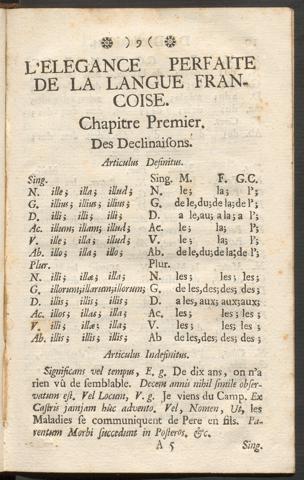 ) 9 (
L'ELEGANCE PERFAITE
DE LA LANGUE FRAN-
COISE.
Chapitre Premier.
Des Declinaiſons.
Articulus Definitus.
Sing. Sing. M. F. G.C.
N. ille; illa; illud; N. le; la; l';
G. illius; illius; illius; G. de le, du; de la; de l';
D. illi; illi; illi; D. a le, au; a la; a l';
Ac. illum; illam; illud; Ac. le; la; l';
V. ille; illa; illud; V. le; la; l';
Ab. illo; illa; illo; Ab. de le, du; de la; de l';
Plur. Plur.
N. illi; illæ; illa; N. les; les; les
G. illorum; illarum; illorum; G. de les, des; des; des
D. illis; illis; illis; D. a les, aux; aux; aux;
Ac. illos; illas; illa; Ac. les; les; les
V. illi; illæ; illa; V. les; les; les;
Ab. illis; illis; illis; Ab. de les, des; des; des
Articulus Indefinitus.
Significans vel tempus, E, g. De dix ans, on n'a
rien vû de ſemblable. Decem annis nihil ſimile obſer-
vatum eſt. Vel Locum, V. g. Je viens du Camp. Ex
Caſtris jamjam hùc advento. Vel, Nomen, Ut, les
Maladies ſe communiquent de Pere en fils. Pa-
rentum Morbi ſuccedunt in Poſteros. &c.
A 5 Sing.